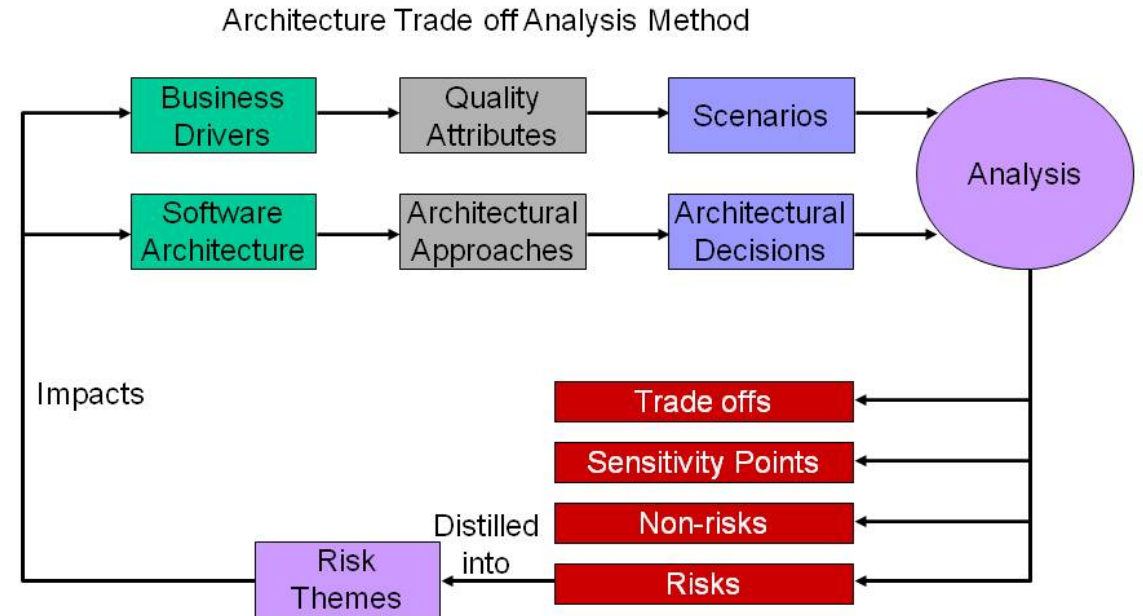 Architecture Trade off Analysis Method
Business
Drivers
Quality
Attributes
Scenarios
Analysis
Software
Architecture
Architectural
Approaches
Architectural
Decisions
Impacts
Trade offs
Sensitivity Points
Non-risks
Distilled
into
Risks
Risk
Themes